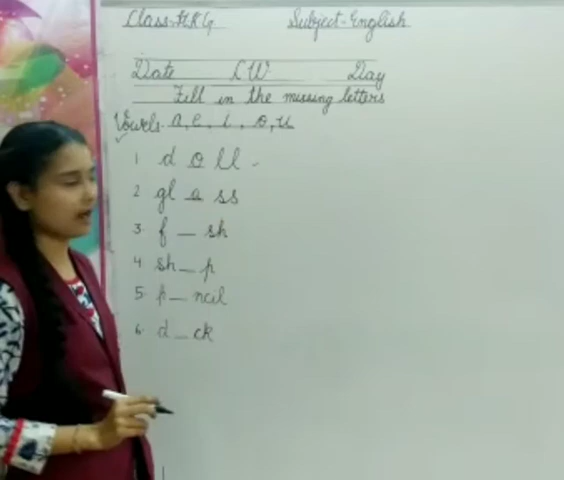 Class-HKG Subject-English
Date CW Day
Fill in the missing letters
Vowels- a, e, i, o, u
1 d o ll -
2 gl a ss
3. f _ sh
4 sh _ p
5. p _ ncil
6. d _ ck